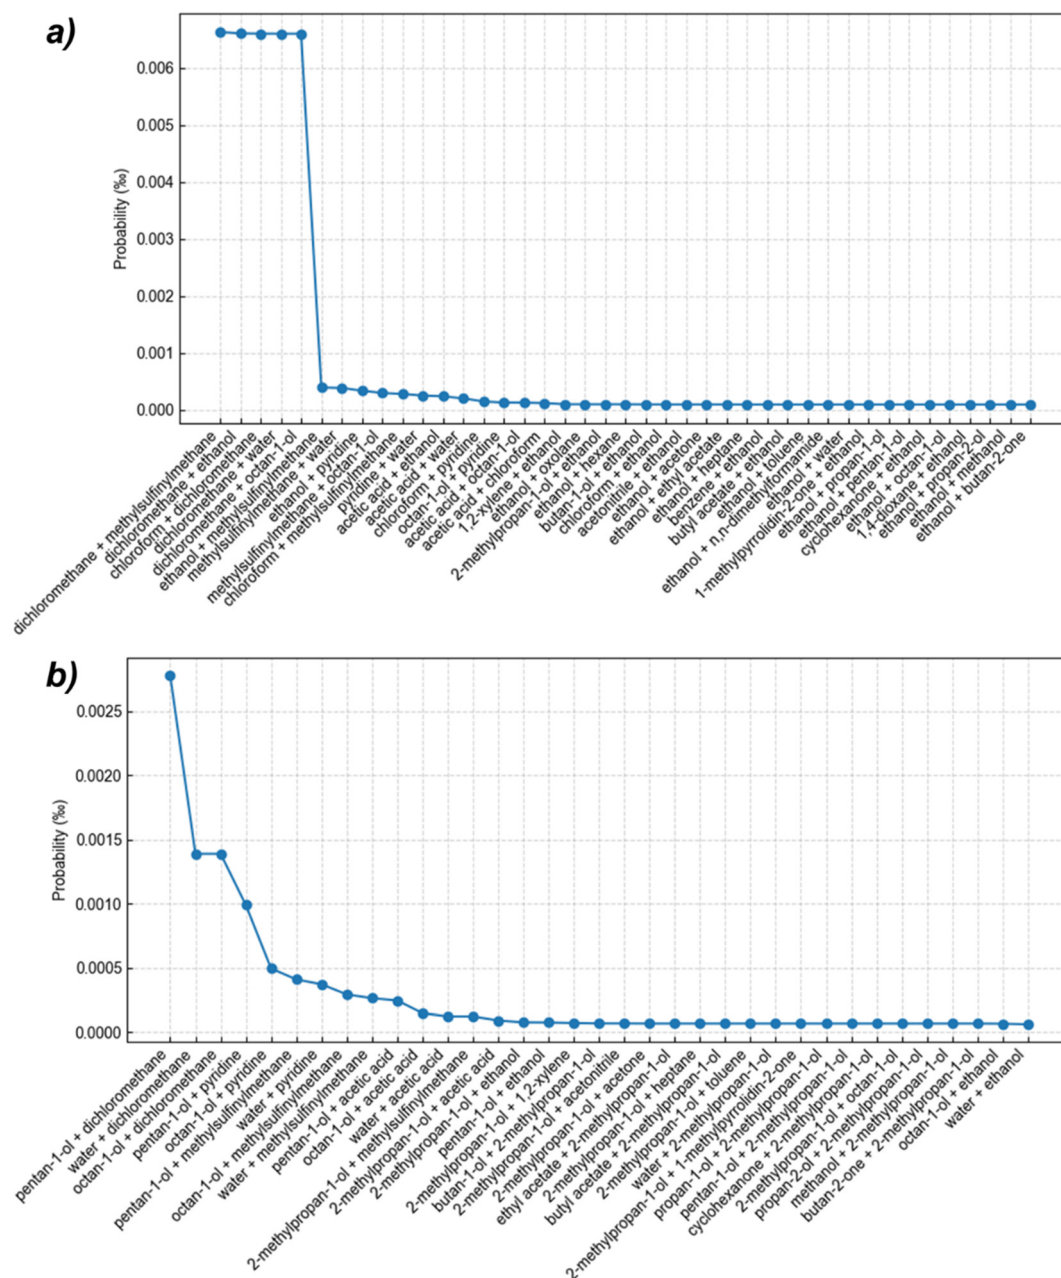 a)
Probability (‰)
0.006
0.005
0.004
0.003
0.002
0.001
0.000
dichloromethane + methylsulfinylmethane
dichloromethane + ethanol
chloroform + dichloromethane
dichloromethane + water
dichloromethane + octan-1-ol
ethanol + methylsulfinylmethane
methylsulfinylmethane + water
ethanol + pyridine
methylsulfinylmethane + octan-1-ol
chloroform + methylsulfinylmethane
pyridine + water
acetic acid + ethanol
acetic acid + water
chloroform + pyridine
octan-1-ol + pyridine
acetic acid + octan-1-ol
acetic acid + chloroform
1,2-xylene + ethanol
ethanol + oxolane
2-methylpropan-1-ol + ethanol
ethanol + hexane
butan-1-ol + ethanol
chloroform + ethanol
acetonitrile + ethanol
ethanol + acetone
ethanol + ethyl acetate
ethanol + heptane
benzene + ethanol
butyl acetate + ethanol
ethanol + toluene
ethanol + n,n-dimethylformamide
ethanol + water
1-methylpyrrolidin-2-one + ethanol
ethanol + propan-1-ol
ethanol + pentan-1-ol
cyclohexanone + ethanol
ethanol + octan-1-ol
1,4-dioxane + ethanol
ethanol + propan-2-ol
ethanol + methanol
ethanol + butan-2-one
b)
Probability (‰)
0.0025
0.0020
0.0015
0.0010
0.0005
0.0000
pentan-1-ol + dichloromethane
water + dichloromethane
octan-1-ol + dichloromethane
pentan-1-ol + pyridine
octan-1-ol + pyridine
pentan-1-ol + methylsulfinylmethane
water + pyridine
octan-1-ol + methylsulfinylmethane
water + methylsulfinylmethane
pentan-1-ol + acetic acid
octan-1-ol + acetic acid
water + acetic acid
2-methylpropan-1-ol + methylsulfinylmethane
2-methylpropan-1-ol + acetic acid
2-methylpropan-1-ol + ethanol
pentan-1-ol + ethanol
2-methylpropan-1-ol + 1,2-xylene
butan-1-ol + 2-methylpropan-1-ol
2-methylpropan-1-ol + acetonitrile
2-methylpropan-1-ol + acetone
ethyl acetate + 2-methylpropan-1-ol
2-methylpropan-1-ol + heptane
butyl acetate + 2-methylpropan-1-ol
2-methylpropan-1-ol + toluene
water + 2-methylpropan-1-ol
2-methylpropan-1-ol + 1-methylpyrrolidin-2-one
propan-1-ol + 2-methylpropan-1-ol
pentan-1-ol + 2-methylpropan-1-ol
cyclohexanone + 2-methylpropan-1-ol
2-methylpropan-1-ol + octan-1-ol
propan-2-ol + 2-methylpropan-1-ol
methanol + 2-methylpropan-1-ol
butan-2-one + 2-methylpropan-1-ol
octan-1-ol + ethanol
water + ethanol